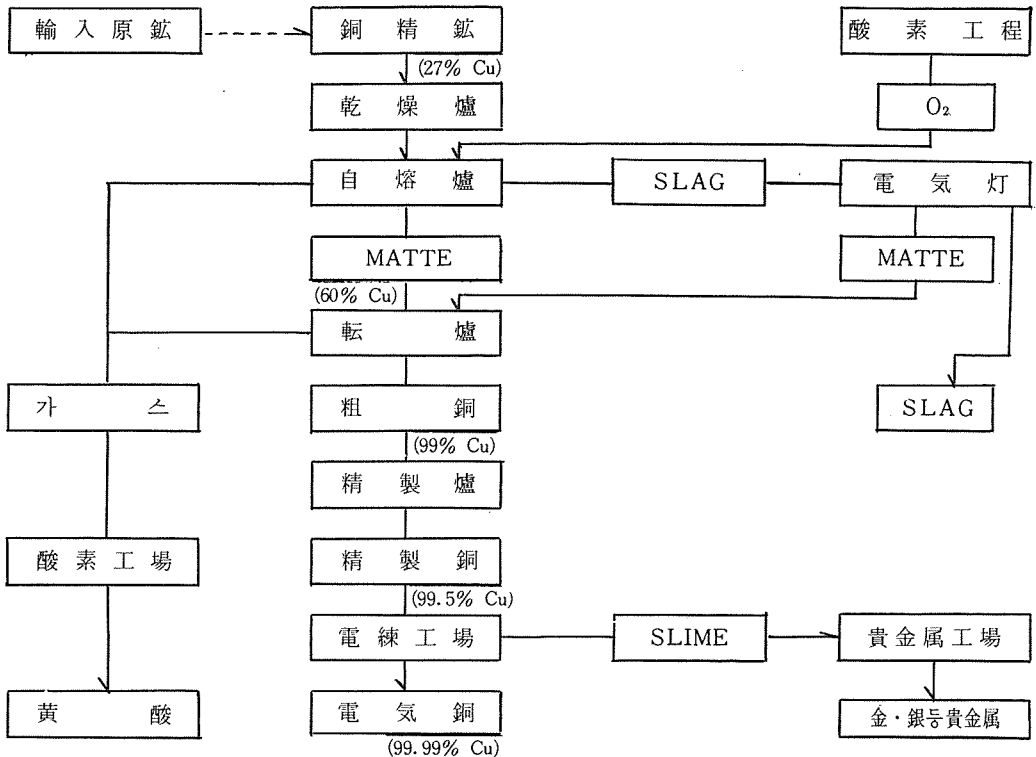 輸入原鉱
銅精鉱
酸素工程
(27% Cu)
乾燥爐
O₂
自熔爐
SLAG
電気灯
MATTE
MATTE
(60% Cu)
転爐
가스
粗銅
SLAG
(99% Cu)
精製爐
酸素工場
精製銅
(99.5% Cu)
電練工場
SLIME
貴金属工場
黄酸
電気銅
金・銀등貴金属
(99.99% Cu)